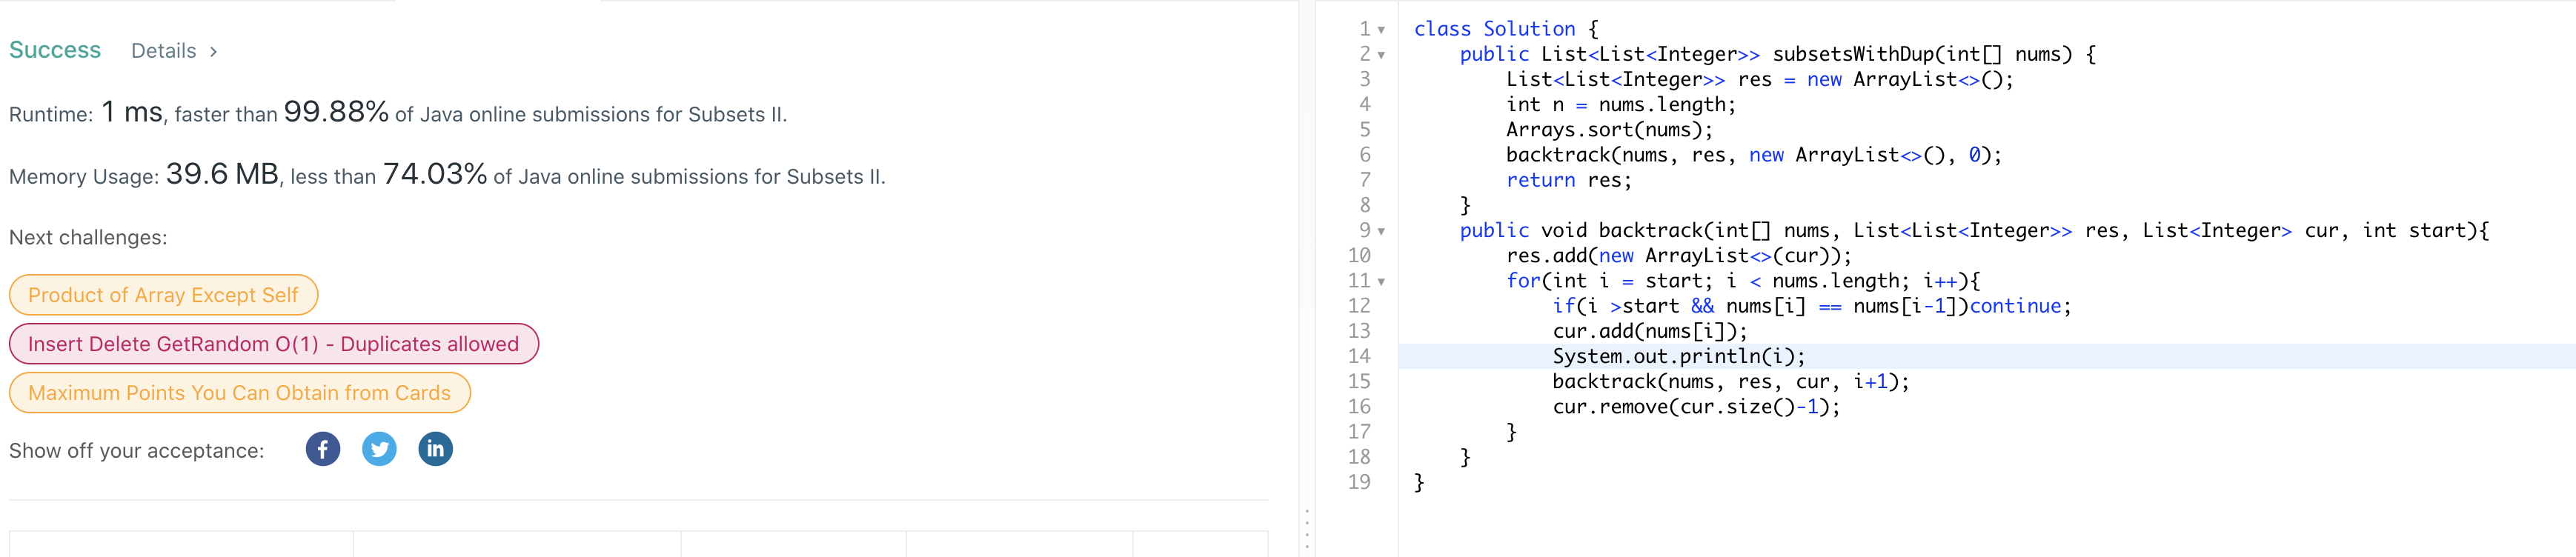 Success Details >
Runtime: 1 ms, faster than 99.88% of Java online submissions for Subsets II.
Memory Usage: 39.6 MB, less than 74.03% of Java online submissions for Subsets II.
Next challenges:
Product of Array Except Self
Insert Delete GetRandom O(1) - Duplicates allowed
Maximum Points You Can Obtain from Cards
Show off your acceptance:
1 class Solution {
2     public List<List<Integer>> subsetsWithDup(int[] nums) {
3         List<List<Integer>> res = new ArrayList<>();
4         int n = nums.length;
5         Arrays.sort(nums);
6         backtrack(nums, res, new ArrayList<>(), 0);
7         return res;
8     }
9     public void backtrack(int[] nums, List<List<Integer>> res, List<Integer> cur, int start){
10         res.add(new ArrayList<>(cur));
11         for(int i = start; i < nums.length; i++){
12             if(i >start && nums[i] == nums[i-1])continue;
13             cur.add(nums[i]);
14             System.out.println(i);
15             backtrack(nums, res, cur, i+1);
16             cur.remove(cur.size()-1);
17         }
18     }
19 }